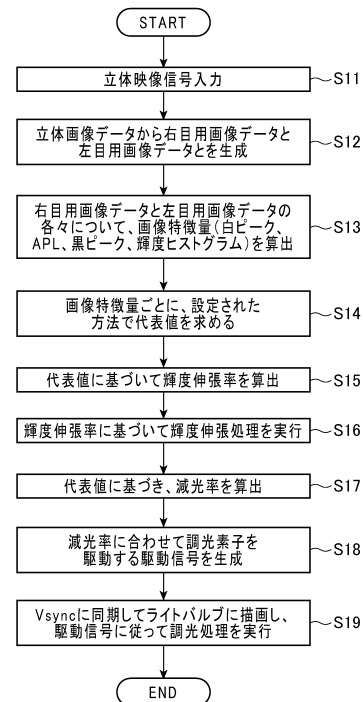 START
立体映像信号入力
S11
立体画像データから右目用画像データと
左目用画像データとを生成
S12
右目用画像データと左目用画像データの
各々について、画像特徴量(白ピーク、
APL、黒ピーク、輝度ヒストグラム)を算出
S13
画像特徴量ごとに、設定された
方法で代表値を求める
S14
代表値に基づいて輝度伸張率を算出
S15
輝度伸張率に基づいて輝度伸張処理を実行
S16
代表値に基づき、減光率を算出
S17
減光率に合わせて調光素子を
駆動する駆動信号を生成
S18
Vsyncに同期してライトバルブに描画し、
駆動信号に従って調光処理を実行
S19
END